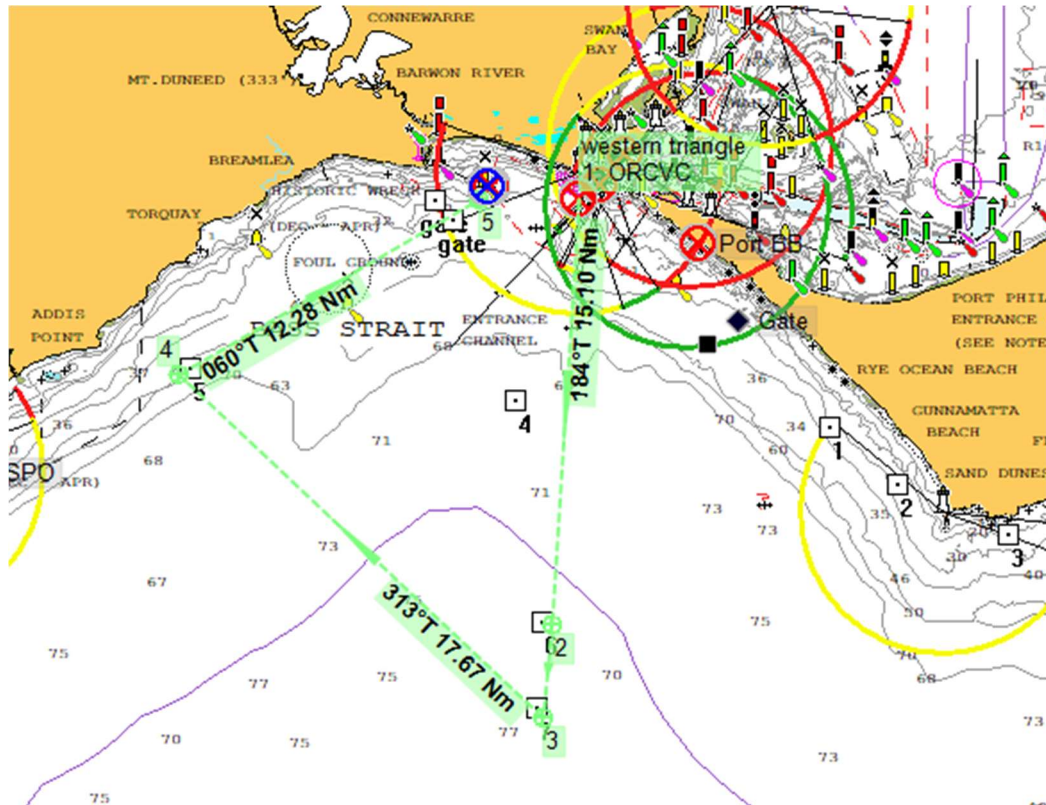 CONNEWARRE
SWAN
BAY
MT.DUNEED (333'
BARWON RIVER
western triangle
1: ORCVC
BREAMLEA
HISTORIC WRECK
TORQUAY
(DEC - APR)
5
gate
gate
Port BB
FOUL GROUND
ADDIS
POINT
BASS STRAIT
ENTRANCE
CHANNEL
Gate
PORT PHIL
ENTRANCE
(SEE NOTE
060°T 12.28 Nm
184°T 15.10 Nm
RYE OCEAN BEACH
4
5
63
36
4
GUNNAMATTA
BEACH
70
34
1
36
71
60
68
SPO
APR)
SAND DUNES
71
2
73
73
35
3
73
30
40
67
46
50
313°T 17.67 Nm
75
75
2
75
70
68
77
70
77
3
73
73
75